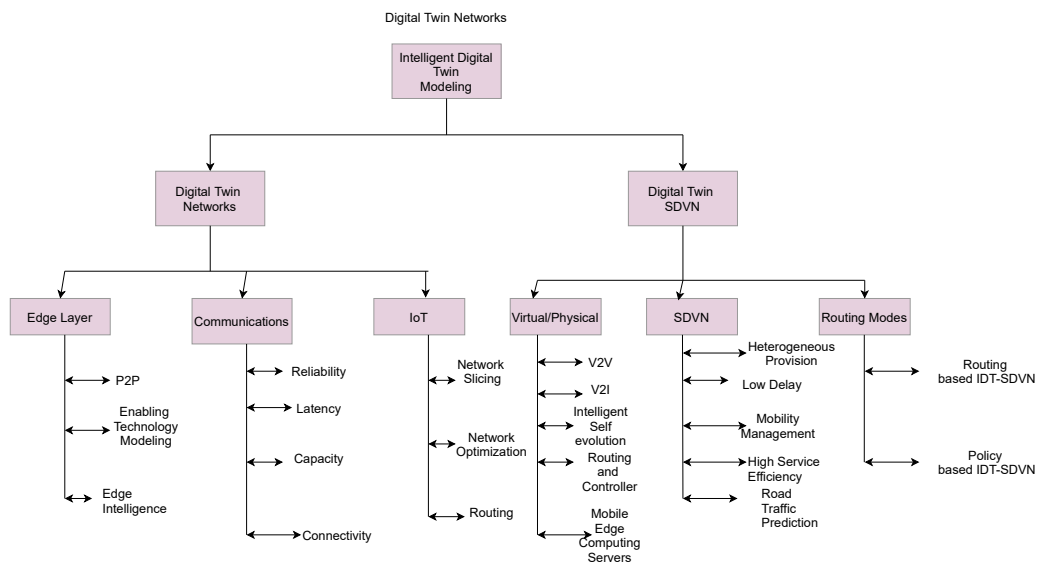 Digital Twin Networks
Intelligent Digital
Twin
Modeling
Digital Twin
Networks
Digital Twin
SDVN
Edge Layer
Communications
IoT
Virtual/Physical
SDVN
Routing Modes
P2P
Enabling
Technology
Modeling
Edge
Intelligence
Reliability
Latency
Capacity
Connectivity
Network
Slicing
Network
Optimization
Routing
V2V
V2I
Intelligent
Self
evolution
Routing
and
Controller
Mobile
Edge
Computing
Servers
Heterogeneous
Provision
Low Delay
Mobility
Management
High Service
Efficiency
Road
Traffic
Prediction
Routing
based IDT-SDVN
Policy
based IDT-SDVN